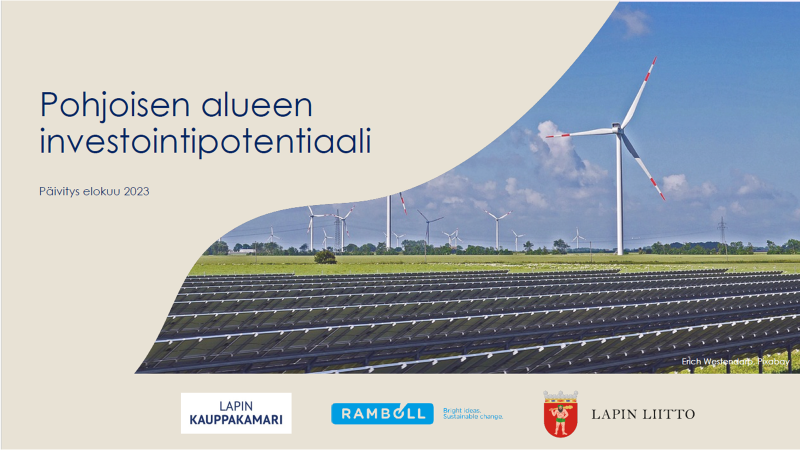 Pohjoisen alueen
investointipotentiaali
Päivitys elokuu 2023
Erich Westendarp, Pixabay
LAPIN
KAUPPAKAMARI
RAMBOLL
Bright ideas.
Sustainable change.
LAPIN LIITTO